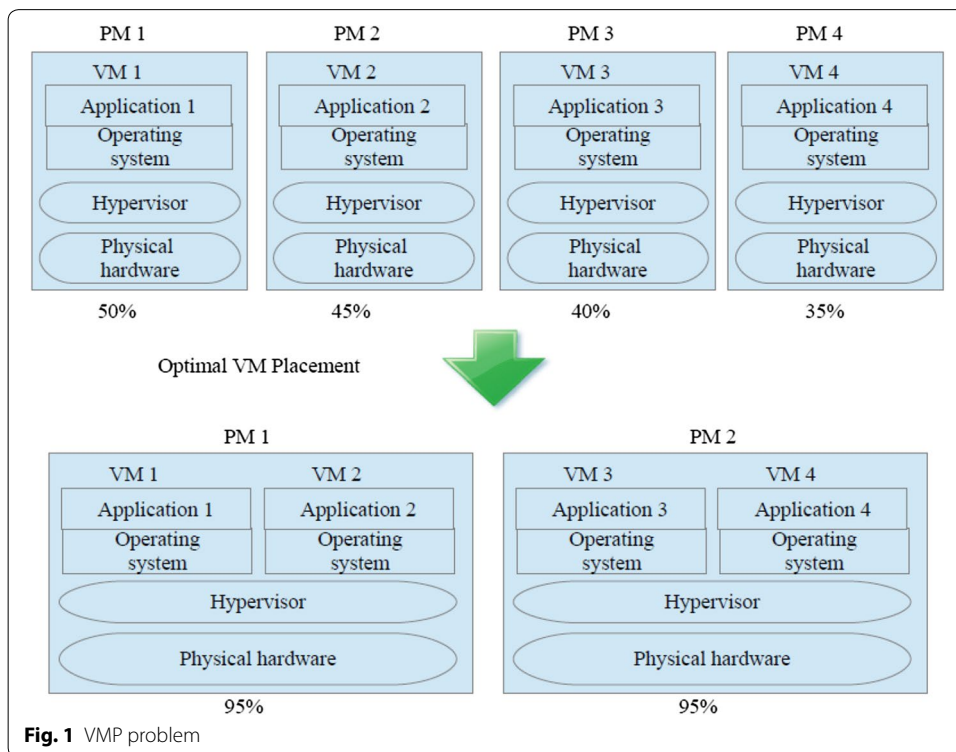 PM 1 PM 2 PM 3 PM 4
VM 1 VM 2 VM 3 VM 4
Application 1 Application 2 Application 3 Application 4
Operating Operating Operating Operating
system system system system
Hypervisor Hypervisor Hypervisor Hypervisor
Physical Physical Physical Physical
hardware hardware hardware hardware
50% 45% 40% 35%
Optimal VM Placement
PM 1 PM 2
VM 1 VM 2 VM 3 VM 4
Application 1 Application 2 Application 3 Application 4
Operating Operating Operating Operating
system system system system
Hypervisor Hypervisor
Physical hardware Physical hardware
95% 95%
Fig. 1 VMP problem